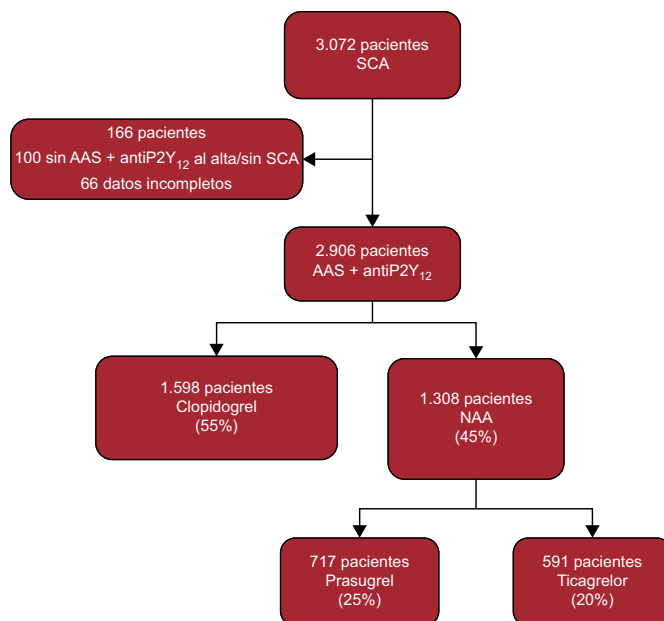 3.072 pacientes
SCA
166 pacientes
100 sin AAS + antiP2Y₁₂ al alta/sin SCA
66 datos incompletos
2.906 pacientes
AAS + antiP2Y₁₂
1.598 pacientes
Clopidogrel
(55%)
1.308 pacientes
NAA
(45%)
717 pacientes
Prasugrel
(25%)
591 pacientes
Ticagrelor
(20%)